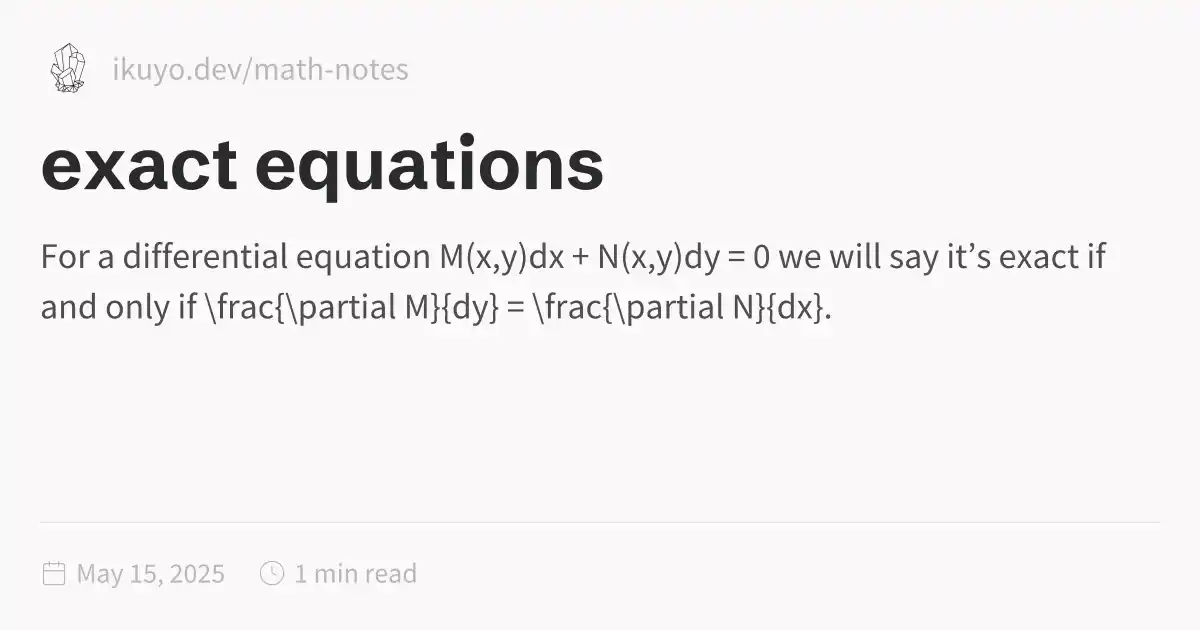 ikuyo.dev/math-notes
exact equations
For a differential equation M(x,y)dx + N(x,y)dy = 0 we will say it’s exact if
and only if \frac{\partial M}{dy} = \frac{\partial N}{dx}.
May 15, 2025 1 min read